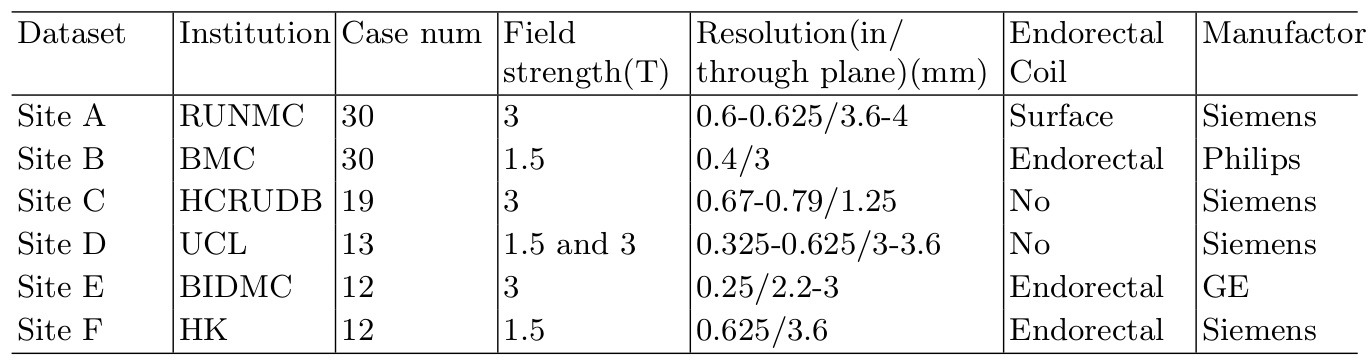 Dataset Institution Case num Field strength(T) Resolution(in/ through plane)(mm) Endorectal Coil Manufactor
Site A RUNMC 30 3 0.6-0.625/3.6-4 Surface Siemens
Site B BMC 30 1.5 0.4/3 Endorectal Philips
Site C HCRUDB 19 3 0.67-0.79/1.25 No Siemens
Site D UCL 13 1.5 and 3 0.325-0.625/3-3.6 No Siemens
Site E BIDMC 12 3 0.25/2.2-3 Endorectal GE
Site F HK 12 1.5 0.625/3.6 Endorectal Siemens